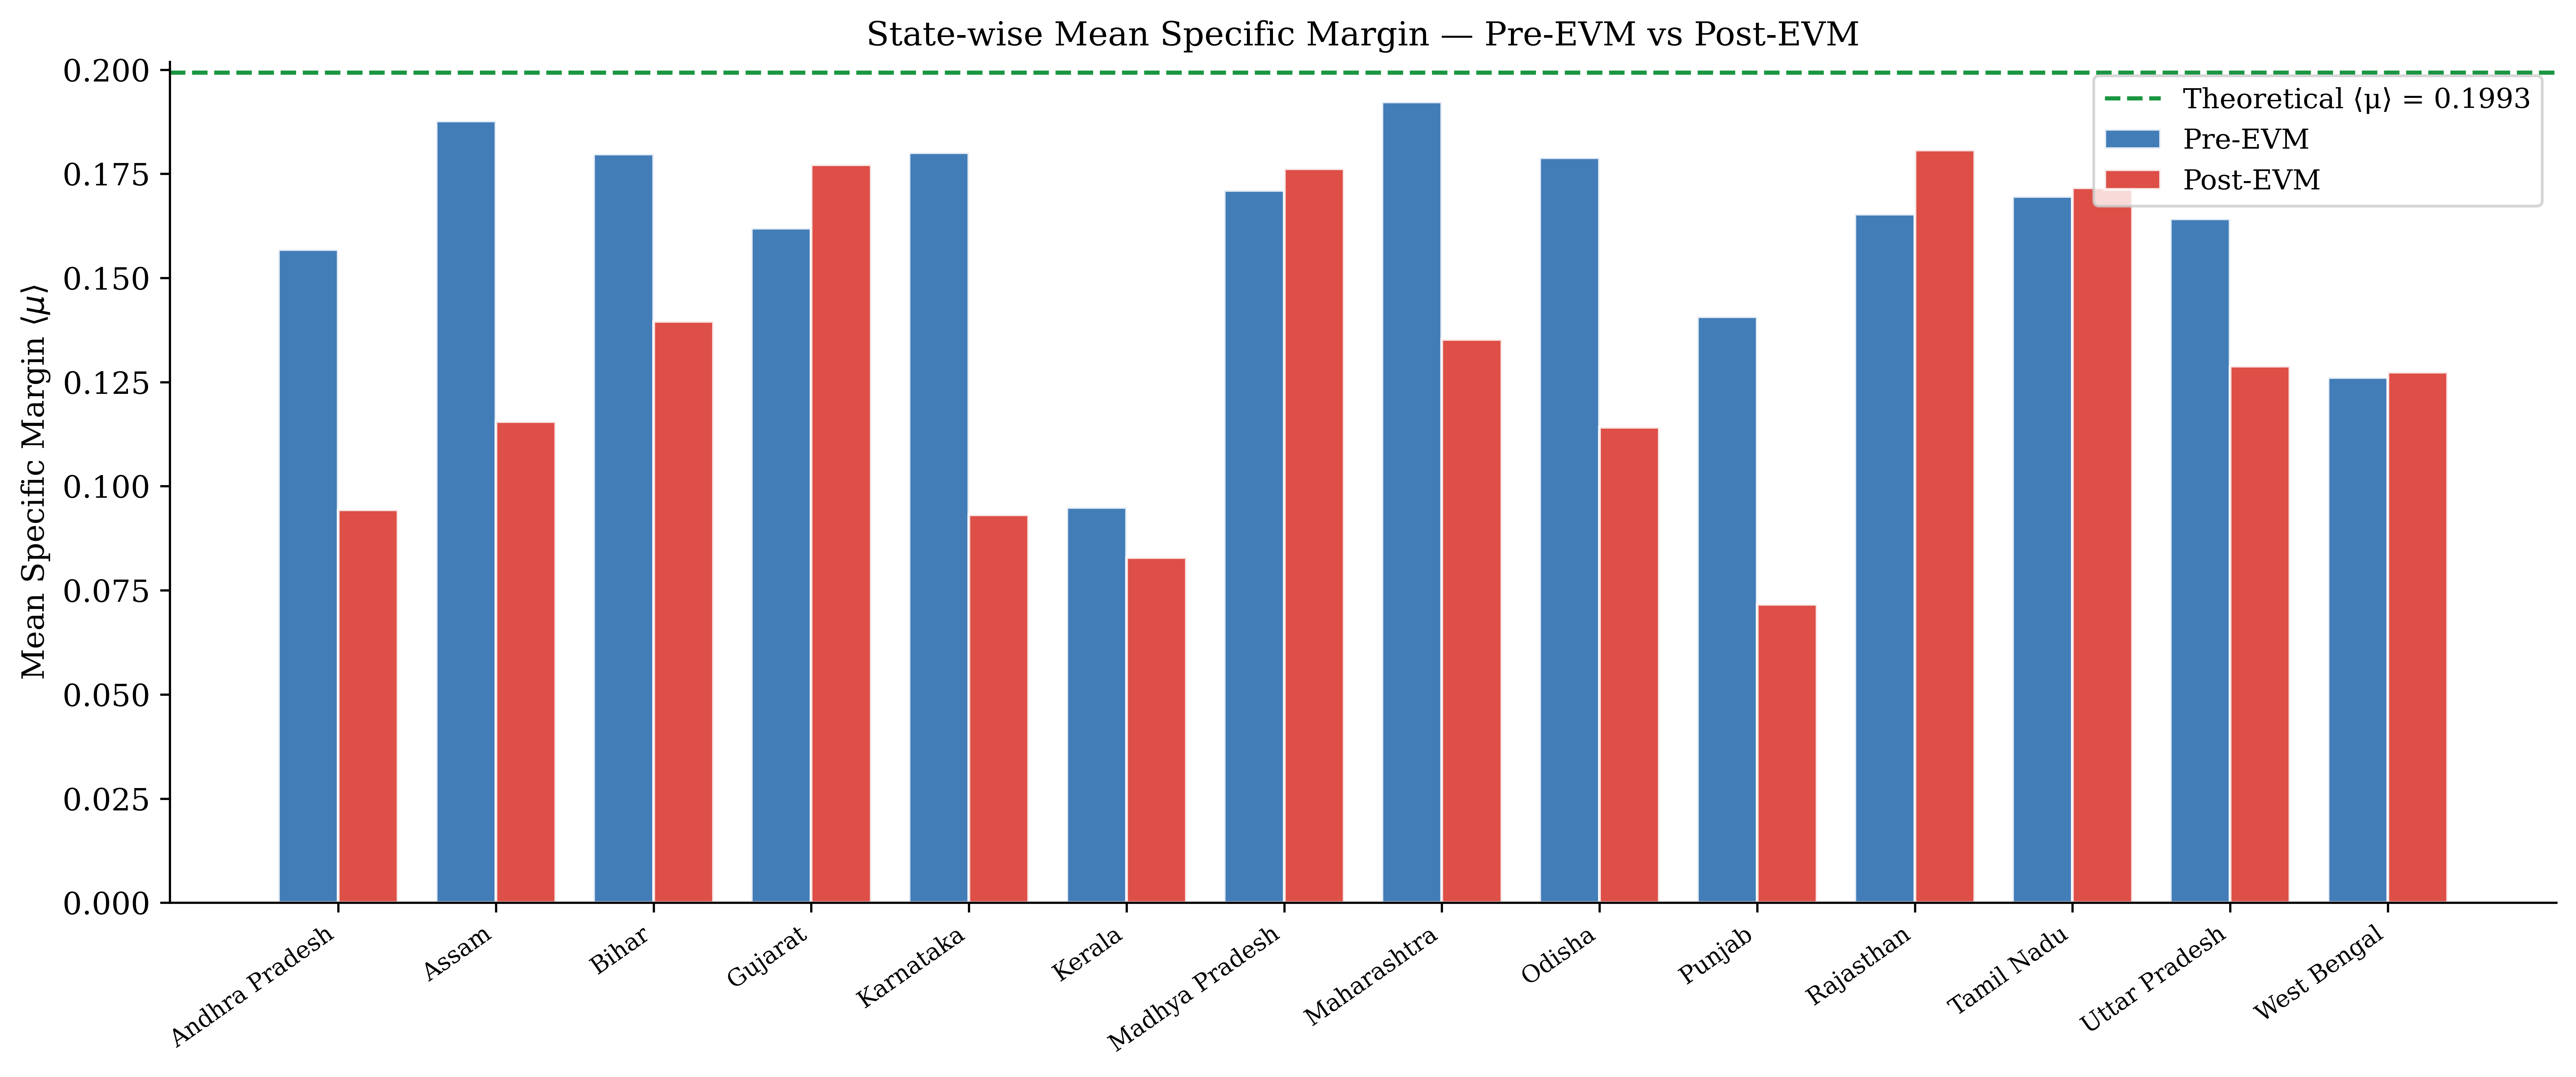 State-wise Mean Specific Margin — Pre-EVM vs Post-EVM
Mean Specific Margin ⟨μ⟩
0.200
0.175
0.150
0.125
0.100
0.075
0.050
0.025
0.000
Theoretical ⟨μ⟩ = 0.1993
Pre-EVM
Post-EVM
Andhra Pradesh
Assam
Bihar
Gujarat
Karnataka
Kerala
Madhya Pradesh
Maharashtra
Odisha
Punjab
Rajasthan
Tamil Nadu
Uttar Pradesh
West Bengal